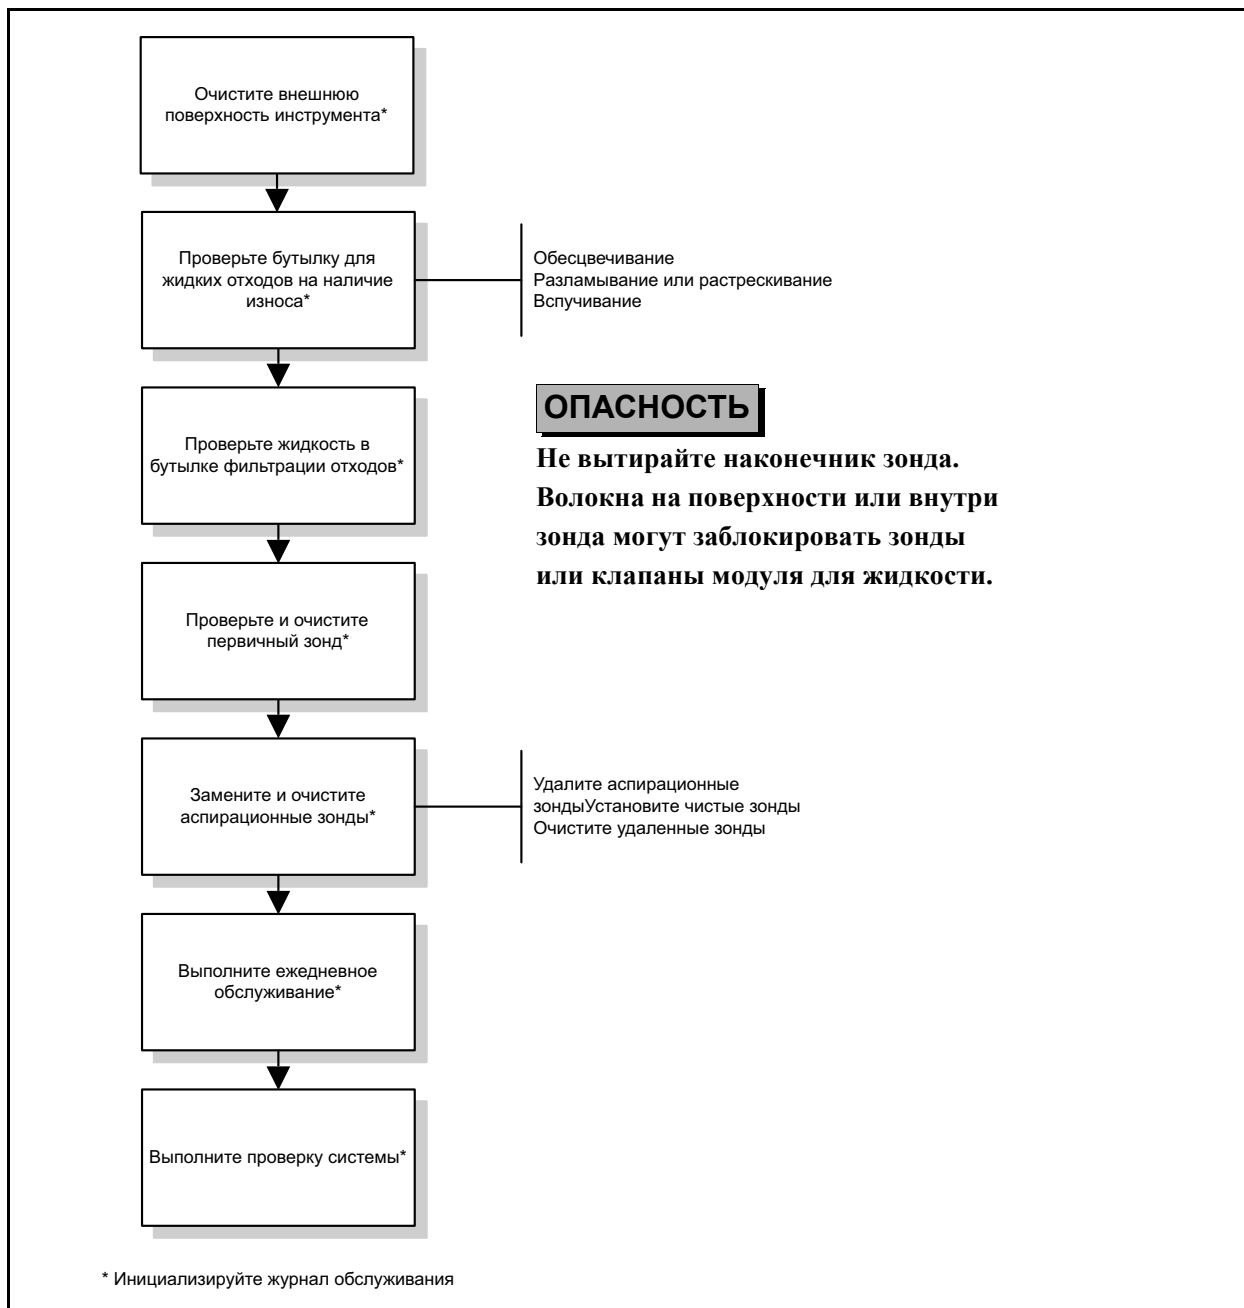 Очистите внешнюю
поверхность инструмента*
Проверьте бутылку для
жидких отходов на наличие
износа*
Обесцвечивание
Разламывание или растрескивание
Вспучивание
Проверьте жидкость в
бутылке фильтрации отходов*
ОПАСНОСТЬ
Не вытирайте наконечник зонда.
Волокна на поверхности или внутри
зонда могут заблокировать зонды
или клапаны модуля для жидкости.
Проверьте и очистите
первичный зонд*
Замените и очистите
аспирационные зонды*
Удалите аспирационные
зондыУстановите чистые зонды
Очистите удаленные зонды
Выполните ежедневное
обслуживание*
Выполните проверку системы*
* Инициализируйте журнал обслуживания